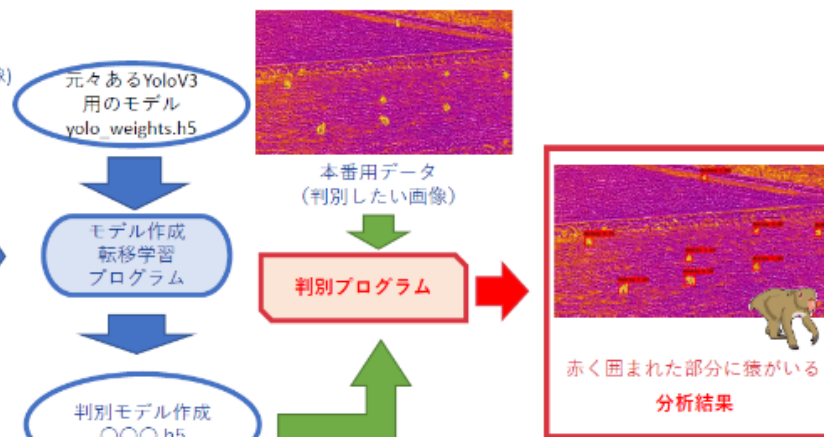 元々あるYoloV3
用のモデル
yolo_weights.h5
モデル作成
転移学習
プログラム
判別モデル作成
〇〇〇.h5
本番用データ
(判別したい画像)
判別プログラム
赤く囲まれた部分に猿がいる
分析結果